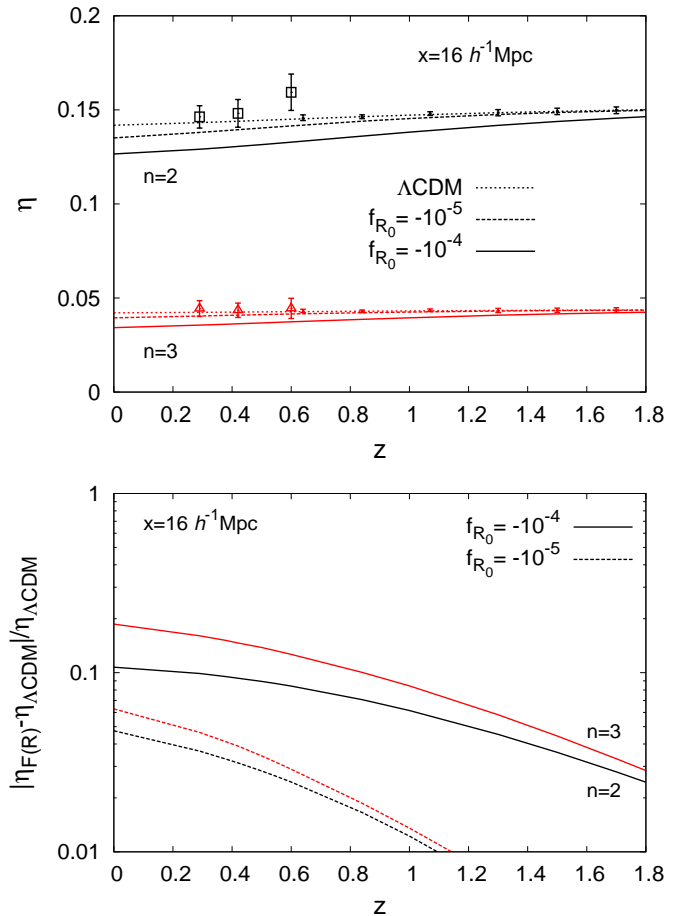 0.2
x=16 h⁻¹Mpc
0.15
n=2
η
0.1
ΛCDM
f_R₀ = -10⁻⁵
f_R₀ = -10⁻⁴
0.05
n=3
0
0 0.2 0.4 0.6 0.8 1 1.2 1.4 1.6 1.8
z
1
x=16 h⁻¹Mpc
f_R₀ = -10⁻⁴
f_R₀ = -10⁻⁵
|η_F(R)-η_ΛCDM|/η_ΛCDM
0.1
n=3
n=2
0.01
0 0.2 0.4 0.6 0.8 1 1.2 1.4 1.6 1.8
z